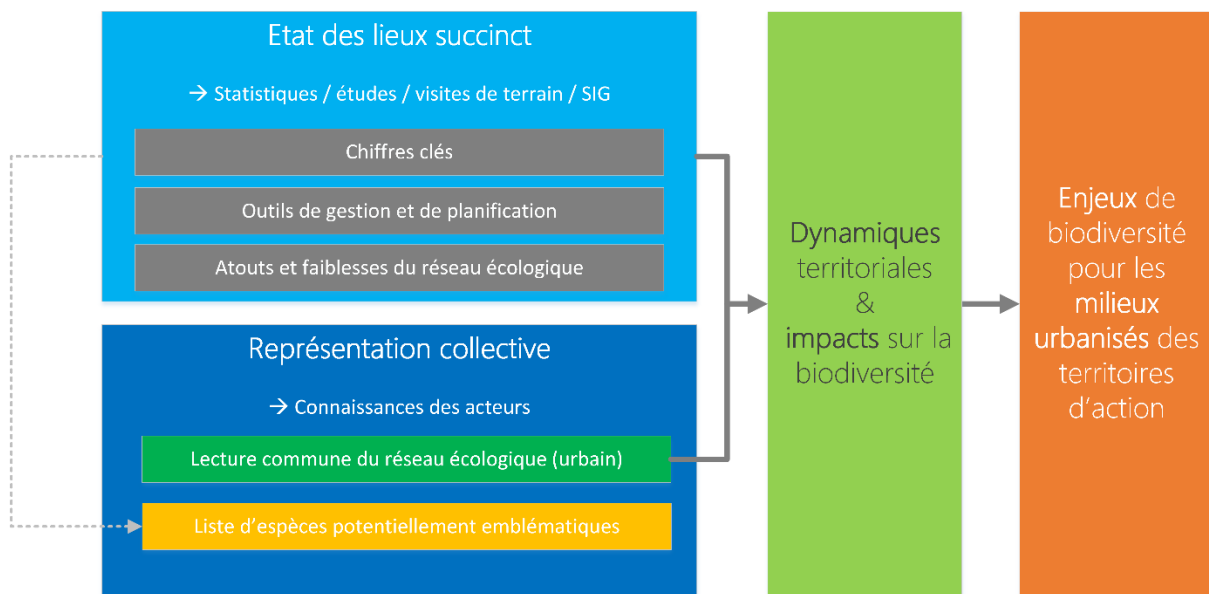 Etat des lieux succinct
→ Statistiques / études / visites de terrain / SIG
Chiffres clés
Outils de gestion et de planification
Atouts et faiblesses du réseau écologique
Représentation collective
→ Connaissances des acteurs
Lecture commune du réseau écologique (urbain)
Liste d'espèces potentiellement emblématiques
Dynamiques
territoriales
&
impacts sur la
biodiversité
Enjeux de
biodiversité
pour les
milieux
urbanisés des
territoires
d'action